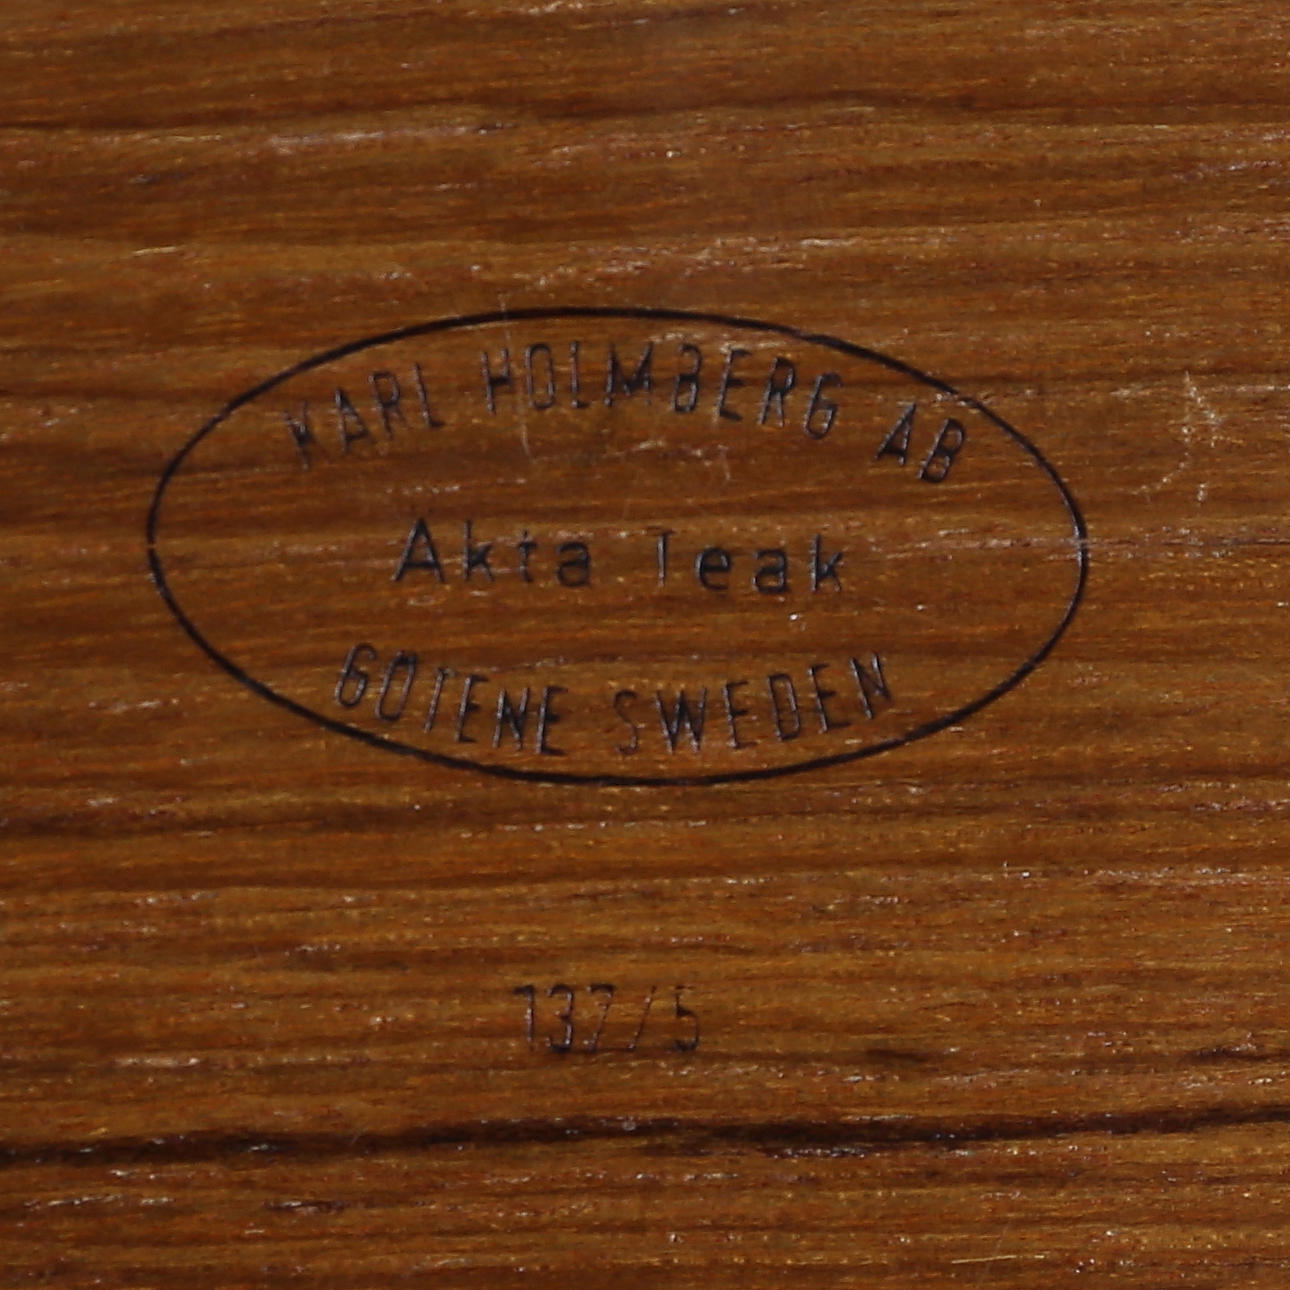 KARL HOLMBERG AB
Akta Teak
GOTENE SWEDEN
137/5